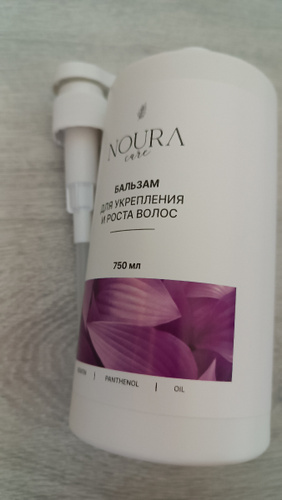 NOURA
care
БАЛЬЗАМ
ДЛЯ УКРЕПЛЕНИЯ
И РОСТА ВОЛОС
750 мл
| PANTHENOL | OIL